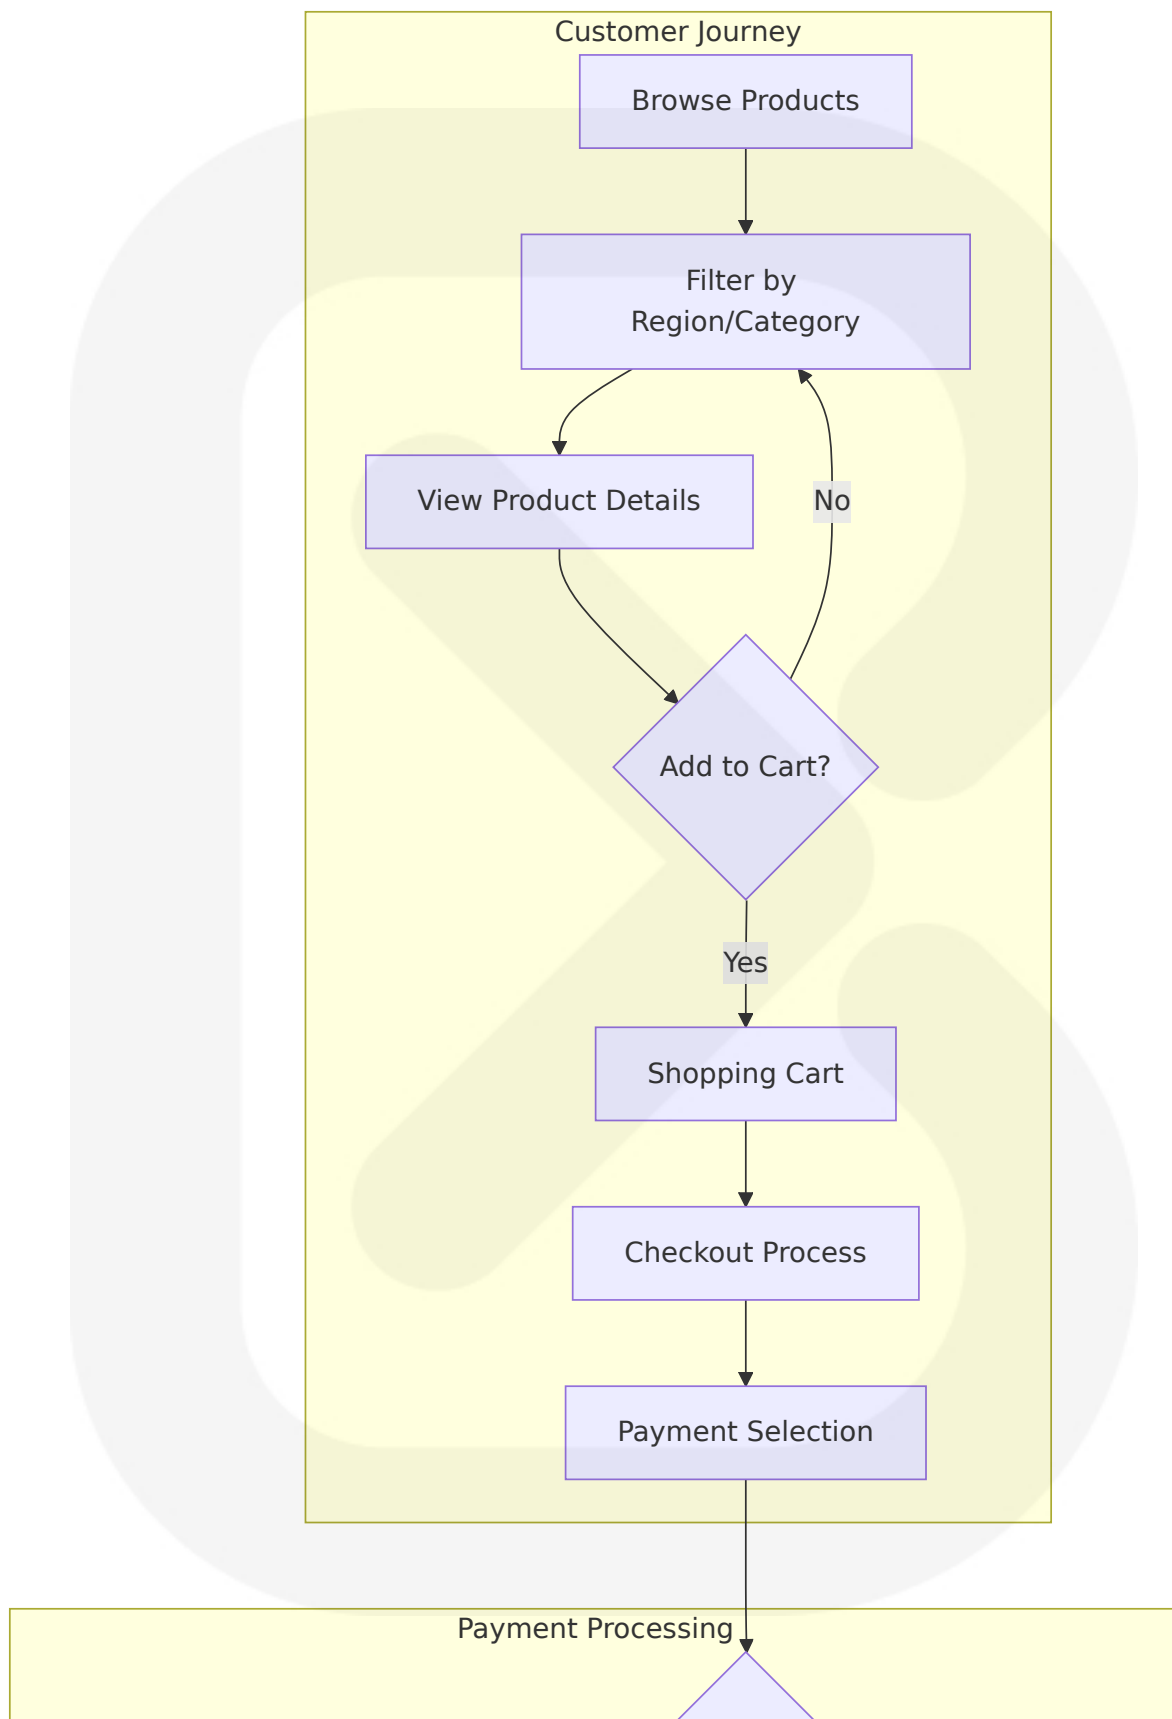 Customer Journey
Browse Products
Filter by
Region/Category
View Product Details
No
Add to Cart?
Yes
Shopping Cart
Checkout Process
Payment Selection
Payment Processing